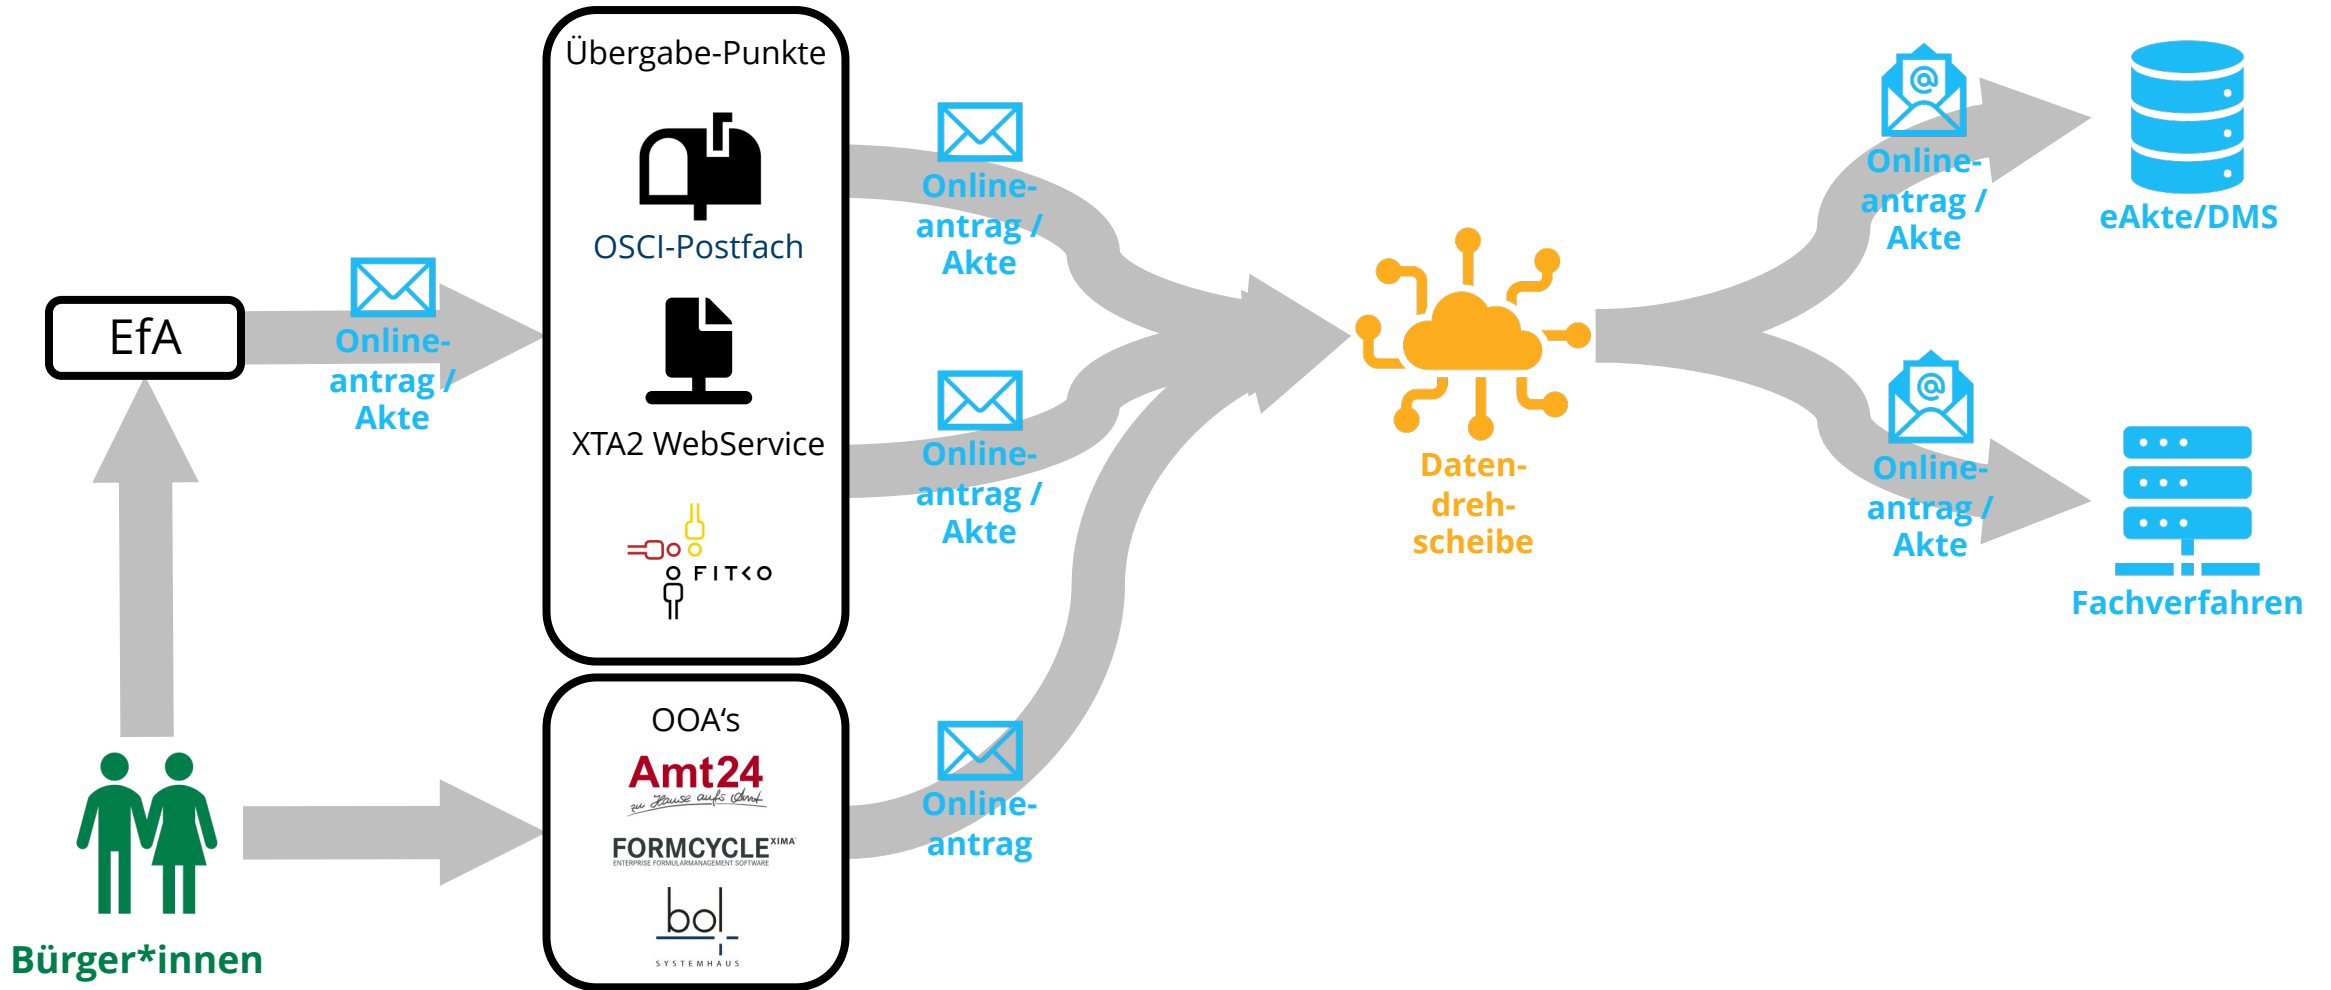 Übergabe-Punkte
OSCI-Postfach
XTA2 WebService
FITKO
EfA
Online-
antrag /
Akte
Online-
antrag /
Akte
Online-
antrag /
Akte
OOA‘s
Amt24
zu Hause aufs Amt
FORMCYCLE XIMA
ENTERPRISE FORMULARMANAGEMENT SOFTWARE
bol
SYSTEMHAUS
Online-
antrag
Bürger*innen
Daten-
dreh-
scheibe
Online-
antrag /
Akte
eAkte/DMS
Online-
antrag /
Akte
Fachverfahren